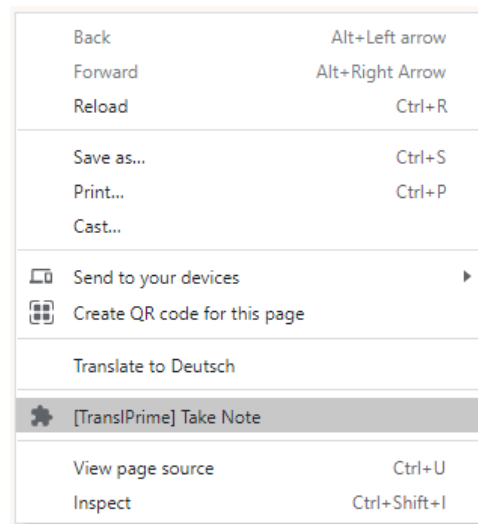 Back Alt+Left arrow
Forward Alt+Right Arrow
Reload Ctrl+R
Save as... Ctrl+S
Print... Ctrl+P
Cast...
Send to your devices
Create QR code for this page
Translate to Deutsch
[TranslPrime] Take Note
View page source Ctrl+U
Inspect Ctrl+Shift+I